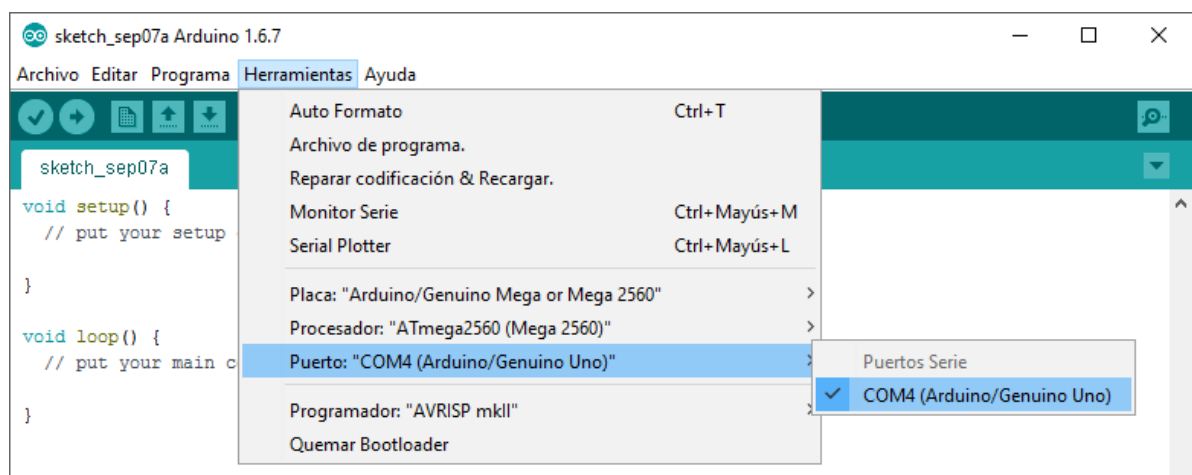 sketch_sep07a Arduino 1.6.7
Archivo Editar Programa Herramientas Ayuda
sketch_sep07a
void setup() {
// put your setup
}
void loop() {
// put your main c
}
Auto Formato Ctrl+T
Archivo de programa.
Reparar codificación & Recargar.
Monitor Serie Ctrl+Mayús+M
Serial Plotter Ctrl+Mayús+L
Placa: "Arduino/Genuino Mega or Mega 2560"
Procesador: "ATmega2560 (Mega 2560)"
Puerto: "COM4 (Arduino/Genuino Uno)"
Programador: "AVRISP mkII"
Quemar Bootloader
Puertos Serie
COM4 (Arduino/Genuino Uno)